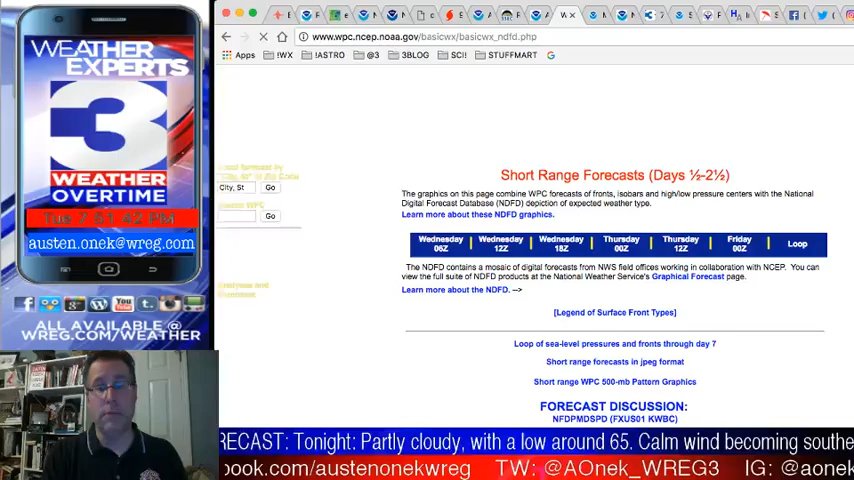 WEATHER
EXPERTS
3
WEATHER
OVERTIME
Tue 7 51 42 PM
austen.onek@wreg.com
You
Tube
ALL AVAILABLE @
WREG.COM/WEATHER
www.wpc.ncep.noaa.gov/basicwx/basicwx_ndfd.php
Apps
!WX
!ASTRO
@3
3BLOG
SCI!
STUFFMART
City, St
Go
Go
Short Range Forecasts (Days ½-2½)
The graphics on this page combine WPC forecasts of fronts, isobars and high/low pressure centers with the National
Digital Forecast Database (NDFD) depiction of expected weather type.
Learn more about these NDFD graphics.
Wednesday 06Z
Wednesday 12Z
Wednesday 18Z
Thursday 00Z
Thursday 12Z
Friday 00Z
Loop
The NDFD contains a mosaic of digital forecasts from NWS field offices working in collaboration with NCEP. You can
view the full suite of NDFD products at the National Weather Service's Graphical Forecast page.
Learn more about the NDFD. -->
[Legend of Surface Front Types]
Loop of sea-level pressures and fronts through day 7
Short range forecasts in jpeg format
Short range WPC 500-mb Pattern Graphics
FORECAST DISCUSSION:
NFDPMDSPD (FXUS01 KWBC)
RECAST: Tonight: Partly cloudy, with a low around 65. Calm wind becoming southe
book.com/austenonekwreg TW: @AOnek_WREG3 IG: @aonek